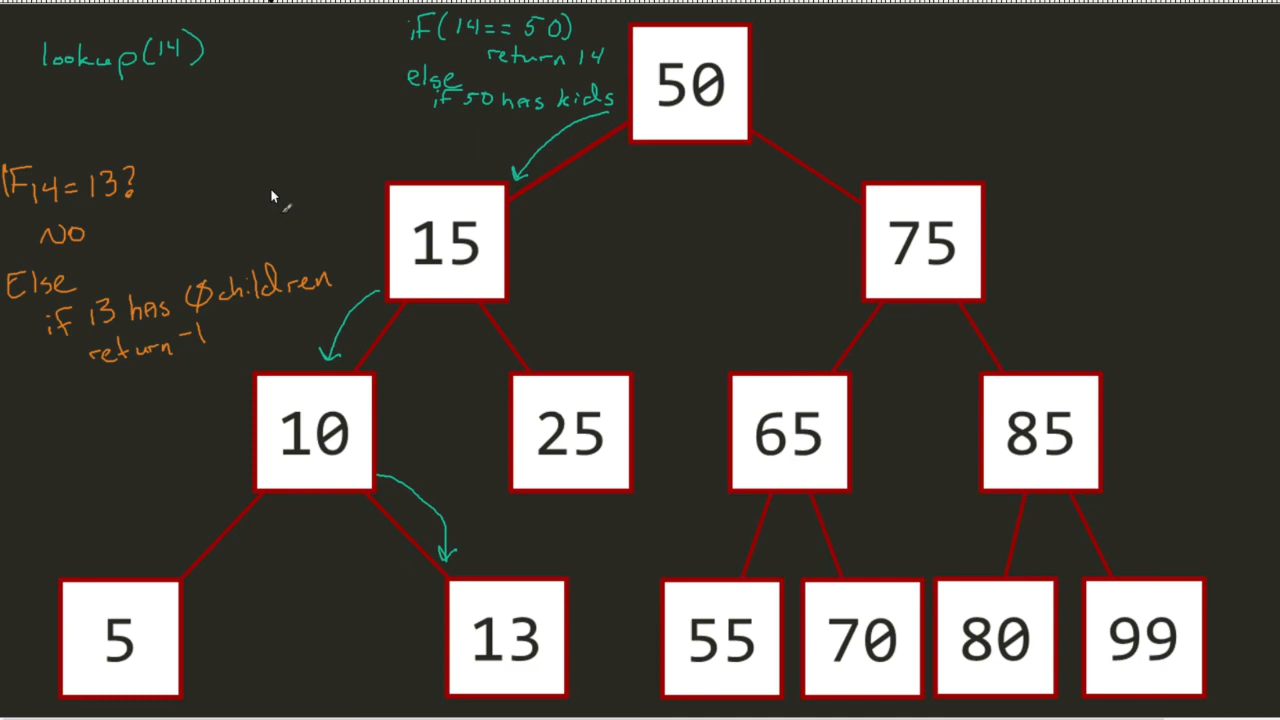 lookup(14)
if(14== 50)
return 14
else
if 50 has kids
50
IF 14=13?
NO
Else
if 13 has 0 children
return -1
15
75
10
25
65
85
5
13
55
70
80
99